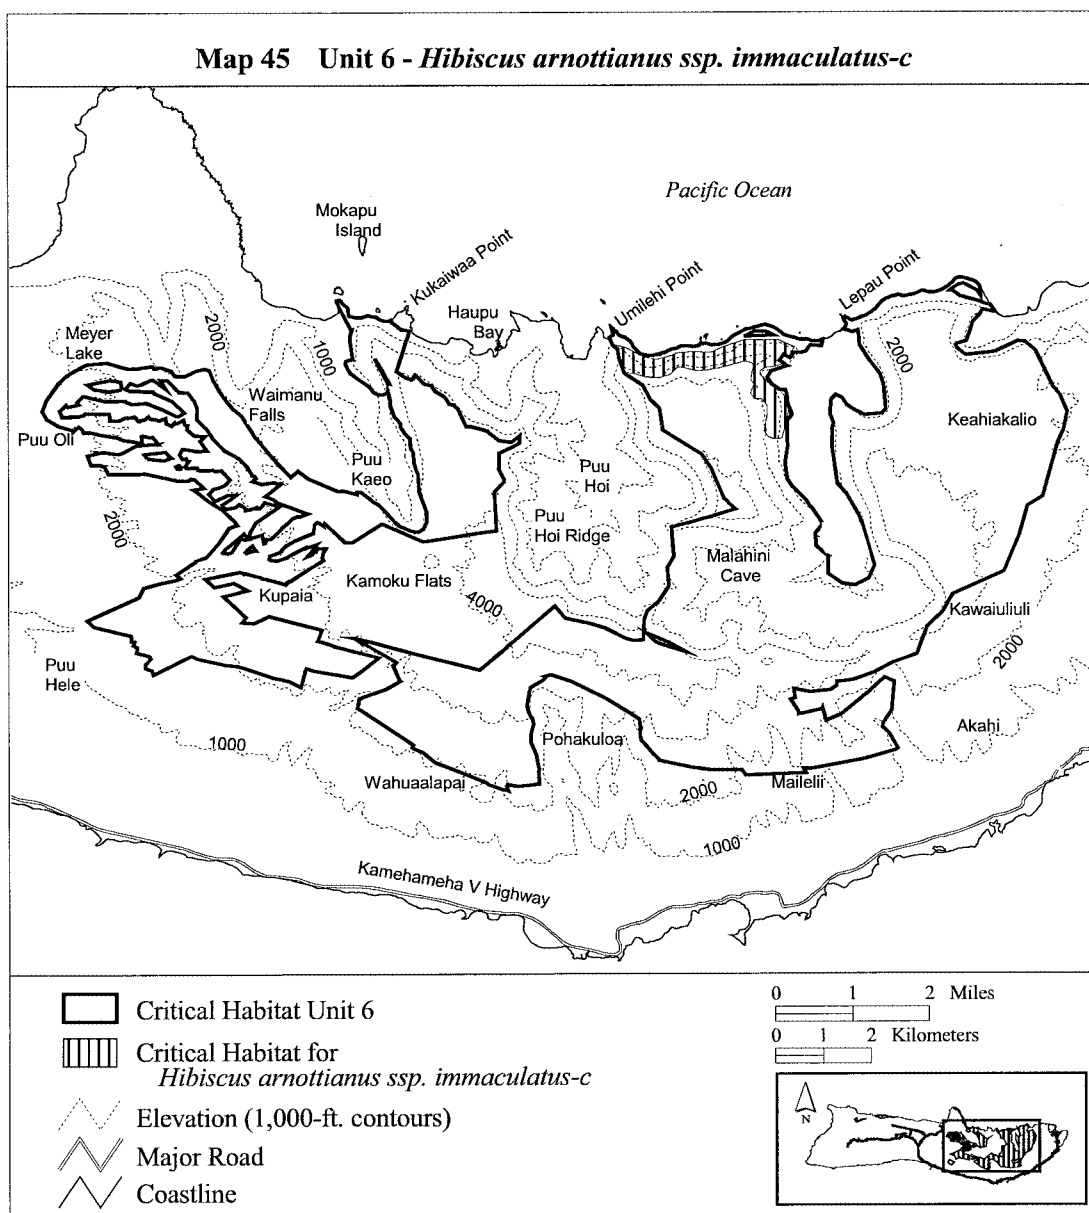 Map 45 Unit 6 - Hibiscus arnottianus ssp. immaculatus-c
Pacific Ocean
Mokapu
Island
Kukaiwaa Point
Haupu
Bay
Umilehi Point
Lepau Point
Meyer
Lake
2000
1000
2000
Waimanu
Falls
Puu Oli
Puu
Kaeo
Puu
Hoi
Keahiakalio
2000
Puu
Hoi Ridge
Malahini
Cave
Kamoku Flats
Kupaia
4000
Kawaiuliuli
2000
Puu
Hele
1000
Pohakuloa
Akahi
Wahuaalapai
2000
Mailelii
1000
Kamehameha V Highway
Critical Habitat Unit 6
Critical Habitat for
Hibiscus arnottianus ssp. immaculatus-c
Elevation (1,000-ft. contours)
Major Road
Coastline
0 1 2 Miles
0 1 2 Kilometers
N